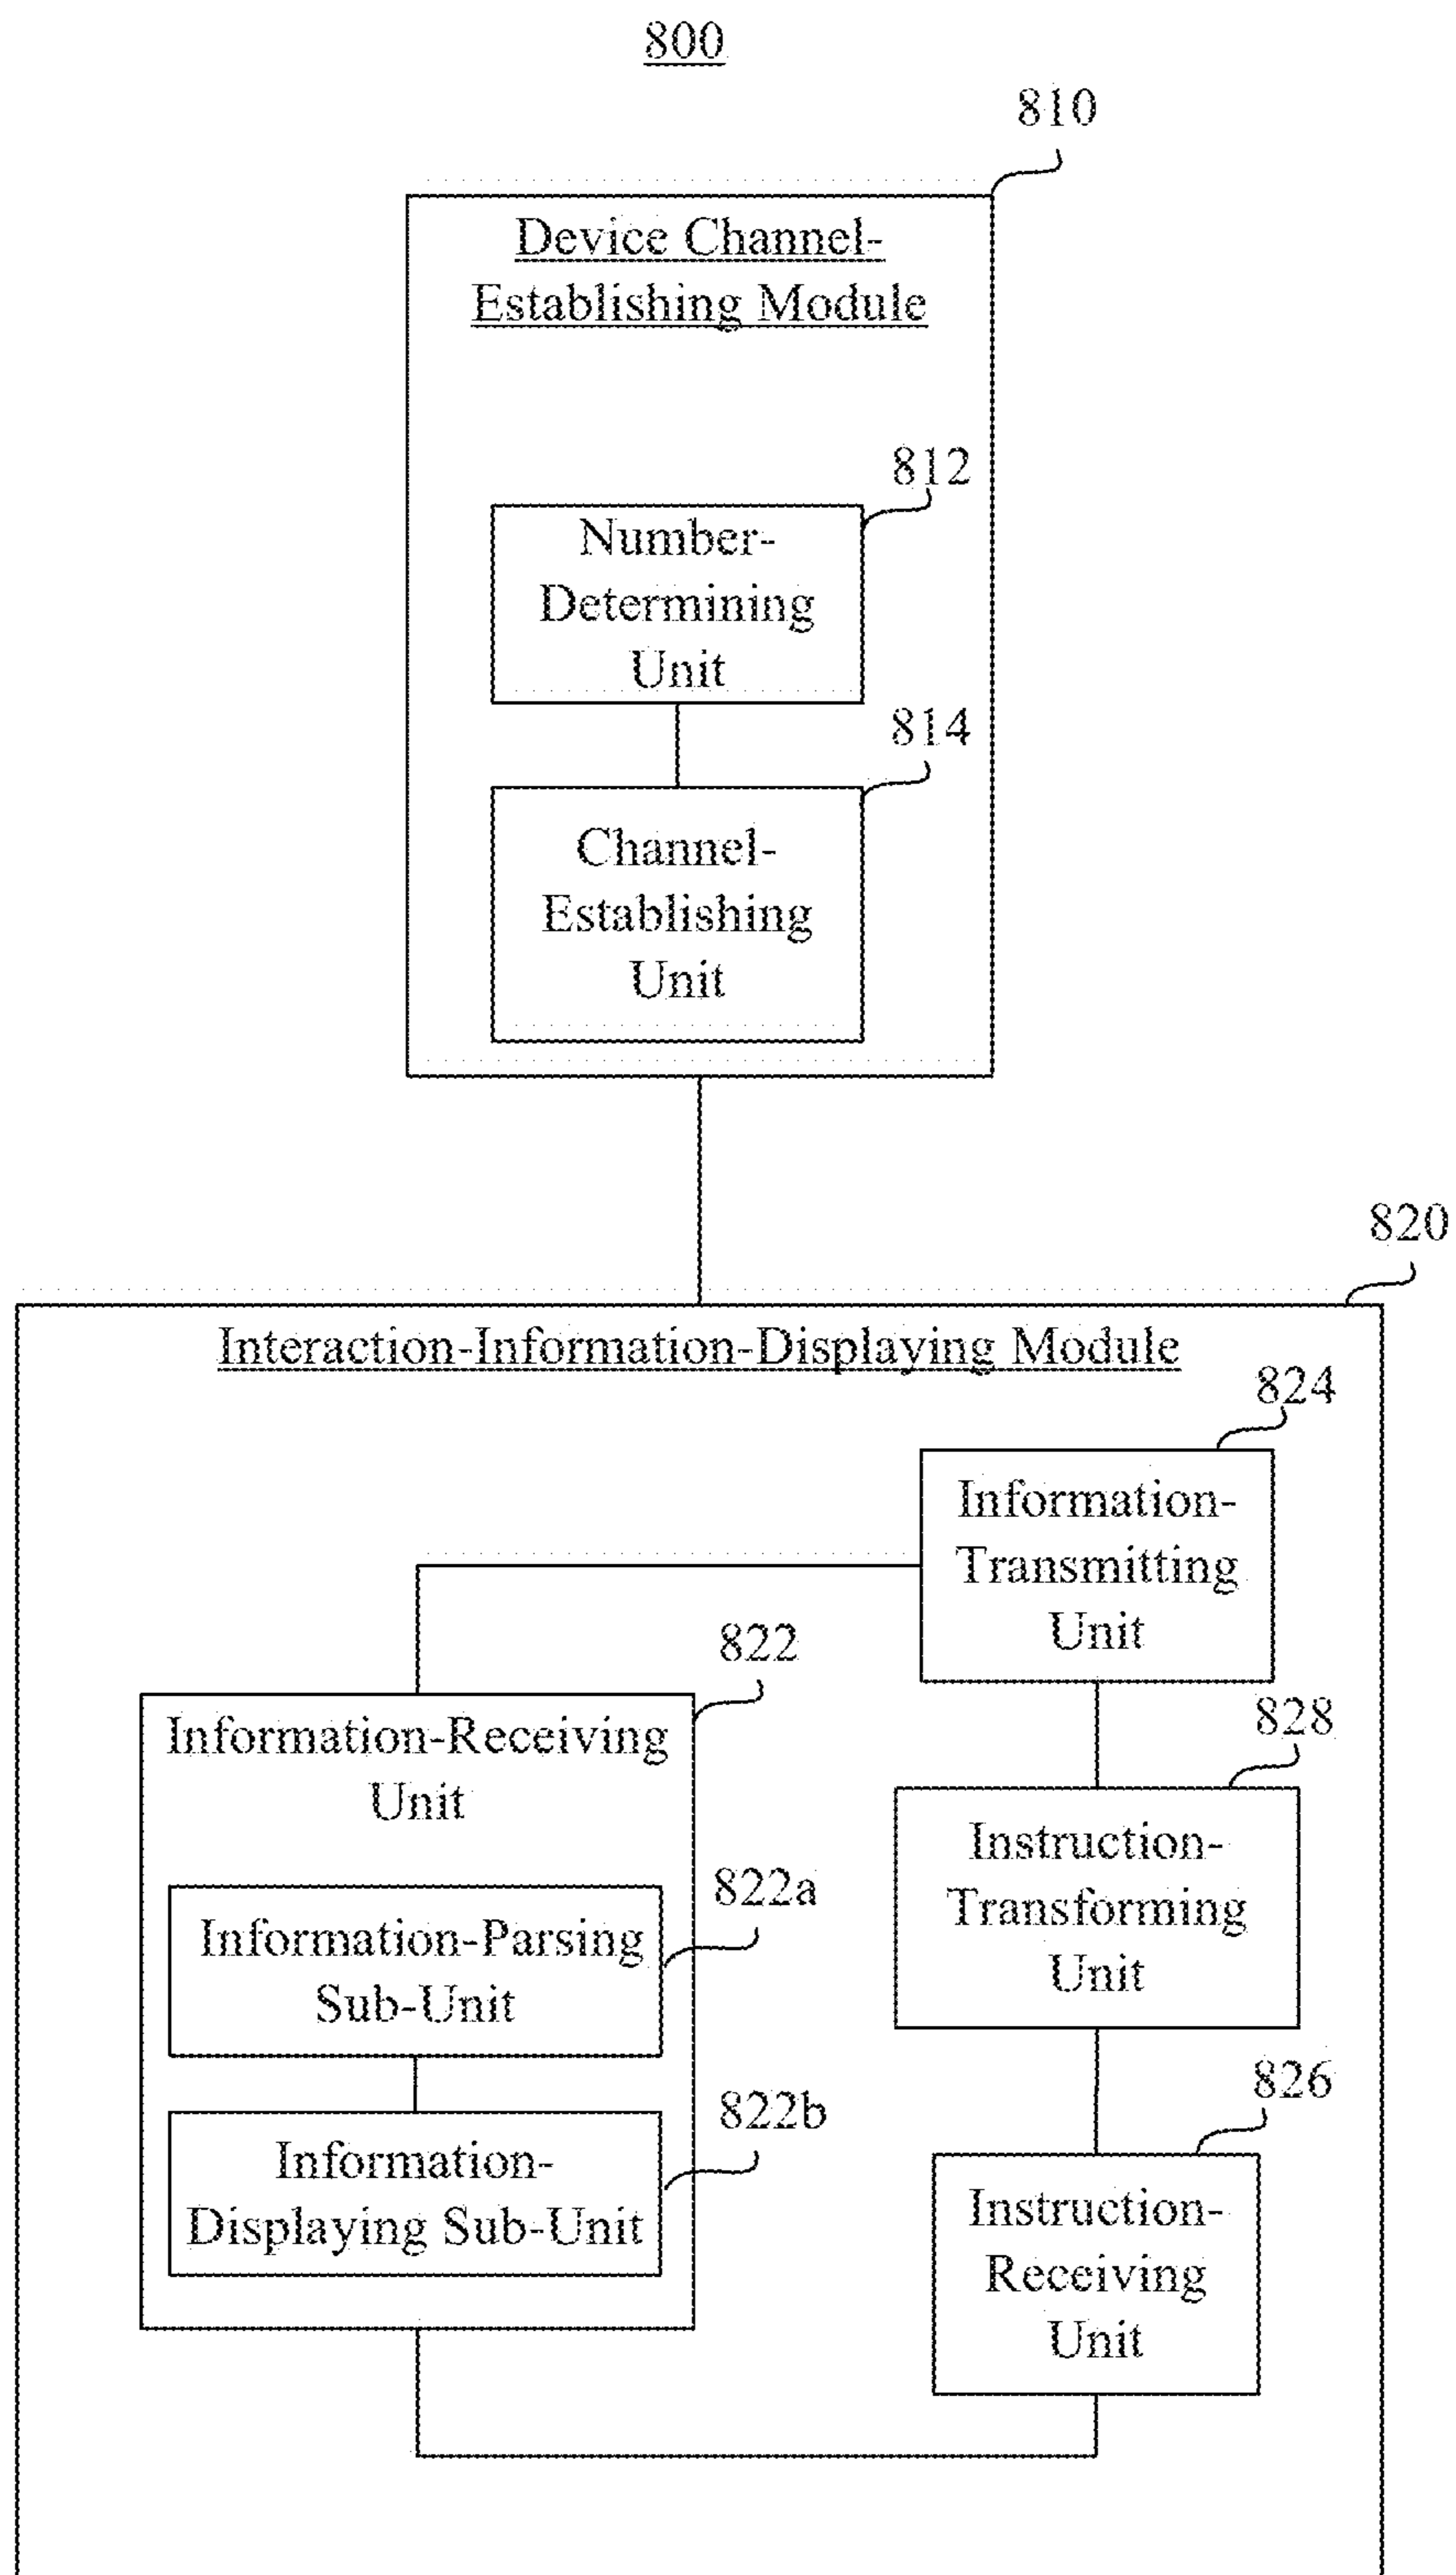 800
810
Device Channel-
Establishing Module
812
Number-
Determining
Unit
814
Channel-
Establishing
Unit
820
Interaction-Information-Displaying Module
824
Information-
Transmitting
Unit
822
Information-Receiving
Unit
828
Instruction-
Transforming
Unit
822a
Information-Parsing
Sub-Unit
822b
Information-
Displaying Sub-Unit
826
Instruction-
Receiving
Unit